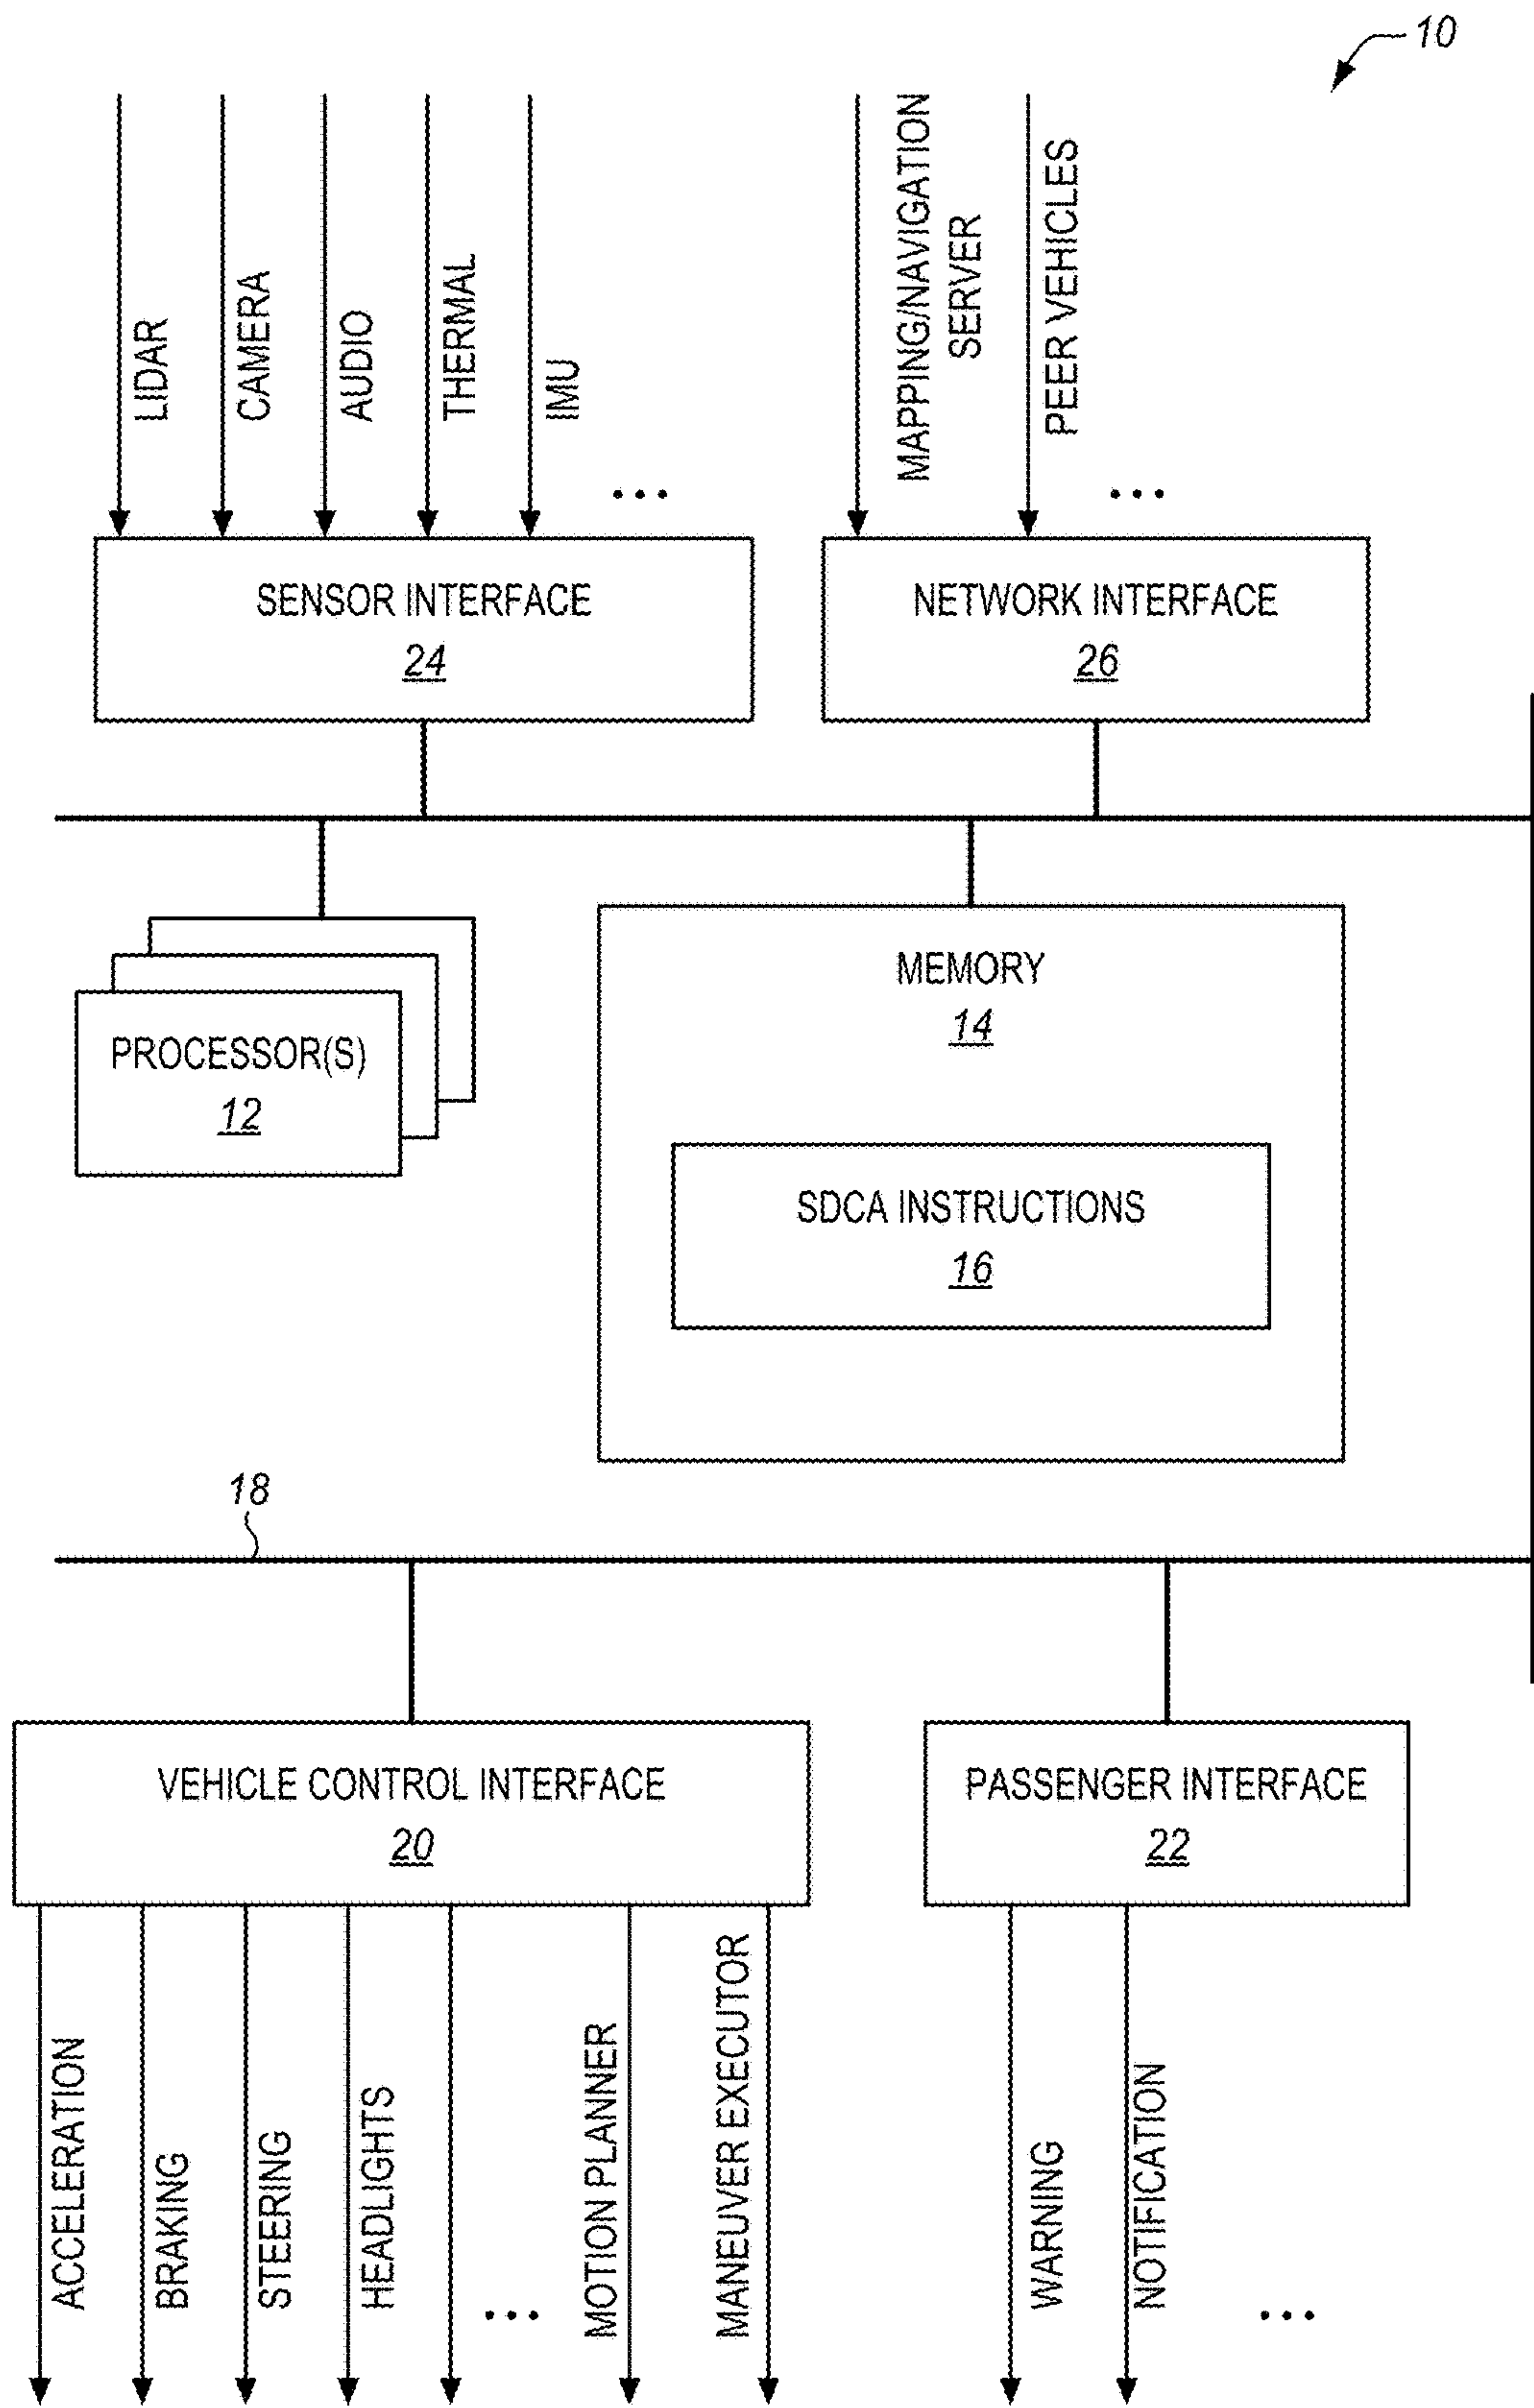 10
LIDAR
CAMERA
AUDIO
THERMAL
IMU
...
MAPPING/NAVIGATION
SERVER
PEER VEHICLES
...
SENSOR INTERFACE
24
NETWORK INTERFACE
26
PROCESSOR(S)
12
MEMORY
14
SDCA INSTRUCTIONS
16
18
VEHICLE CONTROL INTERFACE
20
PASSENGER INTERFACE
22
ACCELERATION
BRAKING
STEERING
HEADLIGHTS
...
MOTION PLANNER
MANEUVER EXECUTOR
WARNING
NOTIFICATION
...